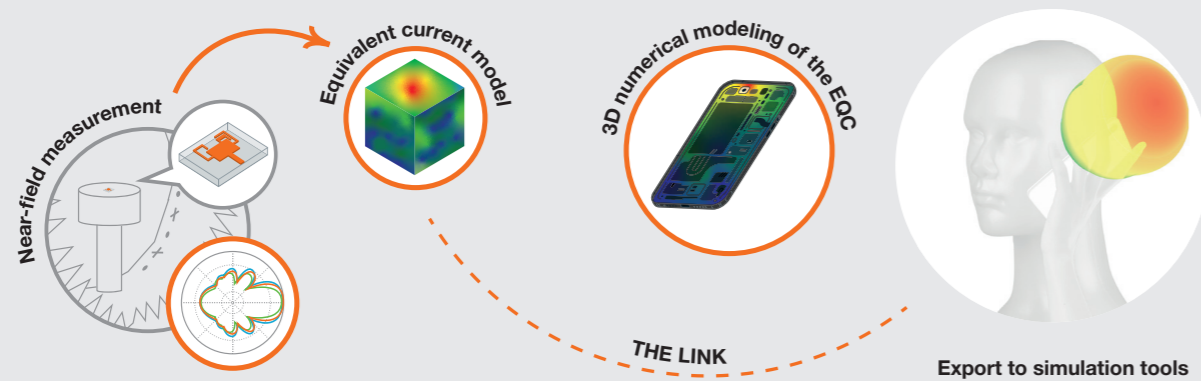 Near-field measurement
Equivalent current model
3D numerical modeling of the EQC
THE LINK
Export to simulation tools